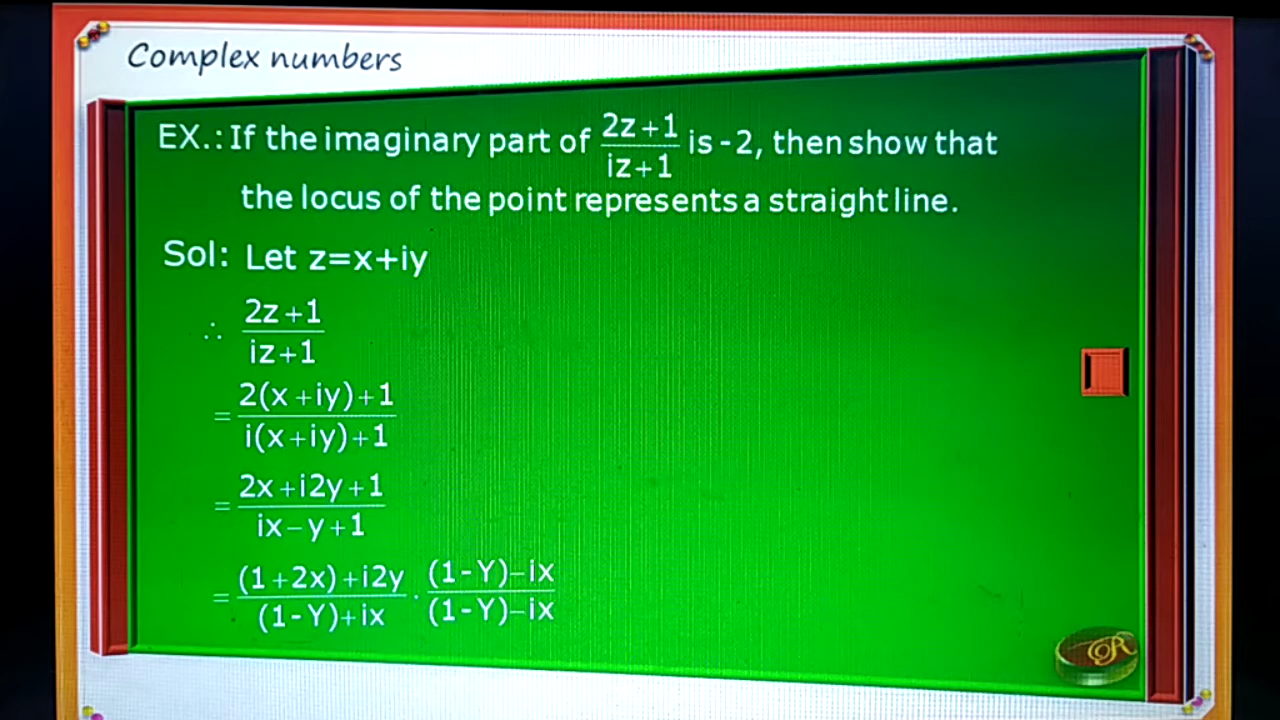 Complex numbers
EX.: If the imaginary part of (2z+1)/(iz+1) is -2, then show that
the locus of the point represents a straight line.
Sol: Let z=x+iy
∴ (2z+1)/(iz+1)
= (2(x+iy)+1)/(i(x+iy)+1)
= (2x+i2y+1)/(ix-y+1)
= ((1+2x)+i2y)/((1-Y)+ix) . ((1-Y)-ix)/((1-Y)-ix)
R